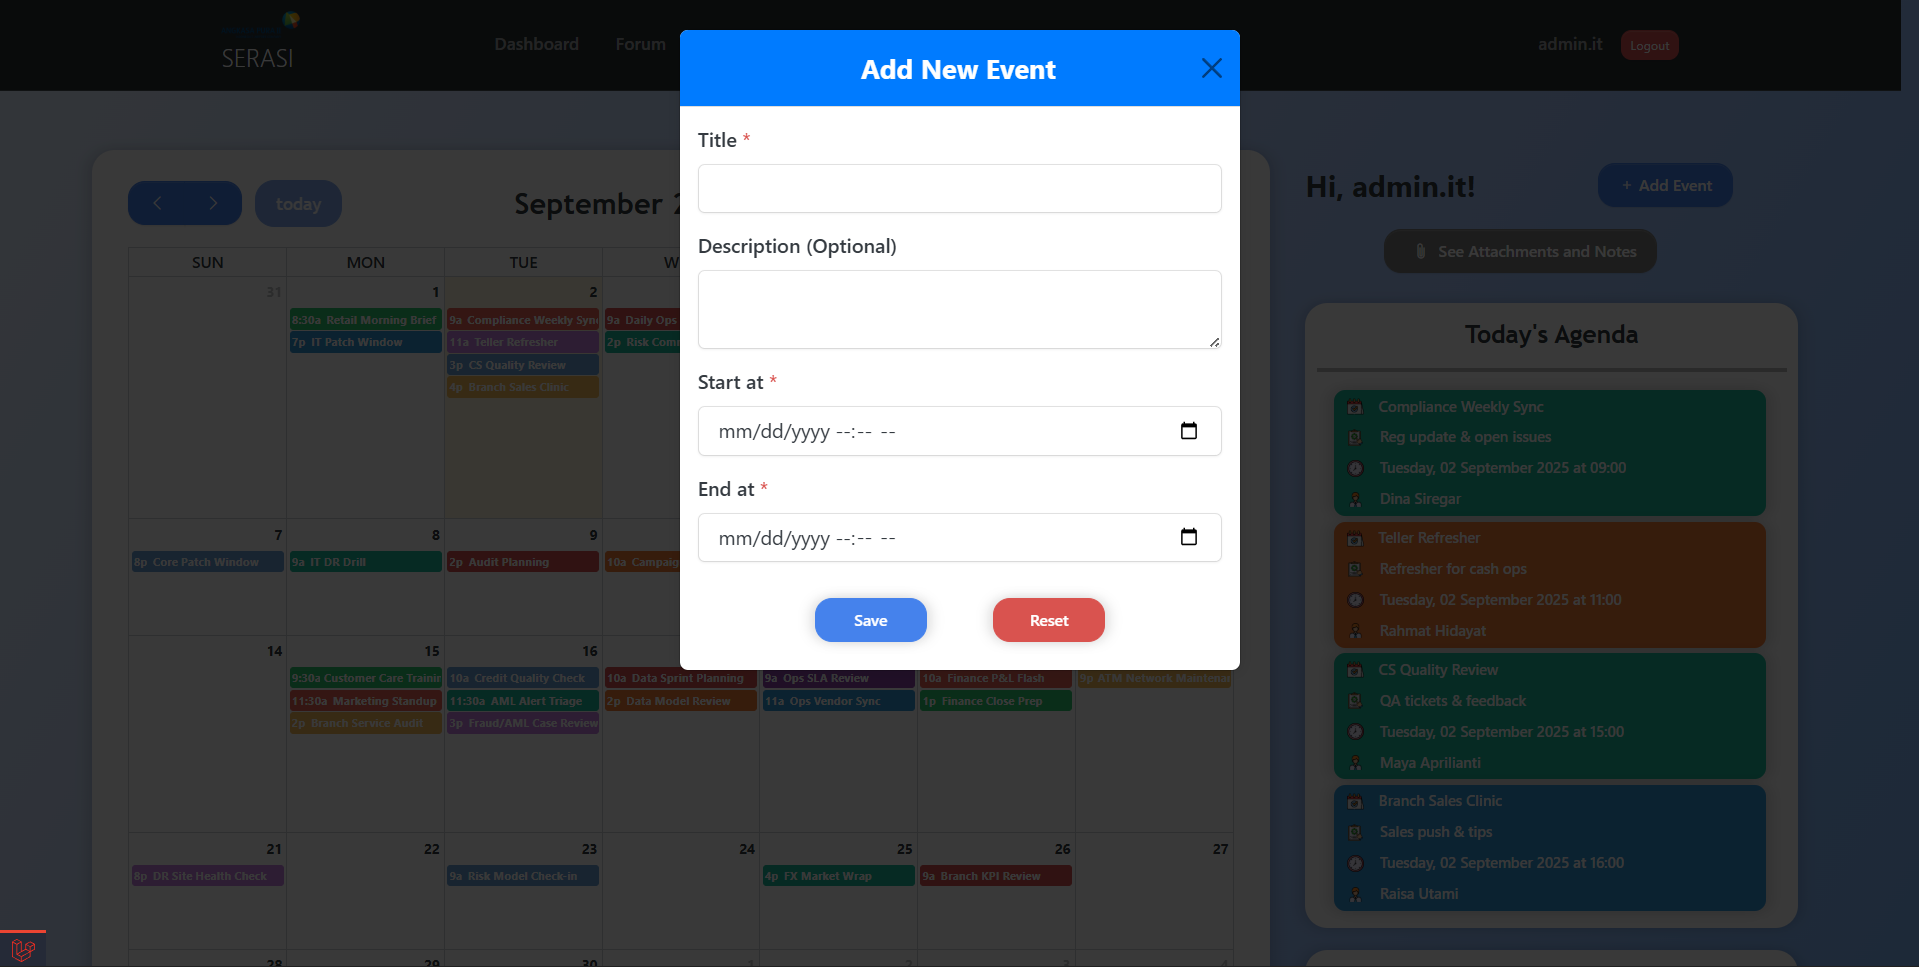 SERASI
Dashboard
Forum
admin.it
Logout
Add New Event
Title *
Description (Optional)
Start at *
mm/dd/yyyy --:-- --
End at *
mm/dd/yyyy --:-- --
Save
Reset
today
September
SUN
MON
TUE
31
1
2
8:30a Retail Morning Brief
9a Compliance Weekly Sync
9a Daily Ops
7p IT Patch Window
11a Teller Refresher
2p Risk Com
3p CS Quality Review
4p Branch Sales Clinic
7
8
9
8p Core Patch Window
9a IT DR Drill
2p Audit Planning
10a Campaig
14
15
16
9:30a Customer Care Trainin
10a Credit Quality Check
10a Data Sprint Planning
9a Ops SLA Review
10a Finance P&L Flash
9p ATM Network Maintenan
11:30a Marketing Standup
11:30a AML Alert Triage
2p Data Model Review
11a Ops Vendor Sync
1p Finance Close Prep
2p Branch Service Audit
3p Fraud/AML Case Review
21
22
23
24
25
26
27
8p DR Site Health Check
9a Risk Model Check-in
4p FX Market Wrap
9a Branch KPI Review
28
29
30
1
2
3
4
Hi, admin.it!
+ Add Event
See Attachments and Notes
Today's Agenda
Compliance Weekly Sync
Reg update & open issues
Tuesday, 02 September 2025 at 09:00
Dina Siregar
Teller Refresher
Refresher for cash ops
Tuesday, 02 September 2025 at 11:00
Rahmat Hidayat
CS Quality Review
QA tickets & feedback
Tuesday, 02 September 2025 at 15:00
Maya Aprilianti
Branch Sales Clinic
Sales push & tips
Tuesday, 02 September 2025 at 16:00
Raisa Utami